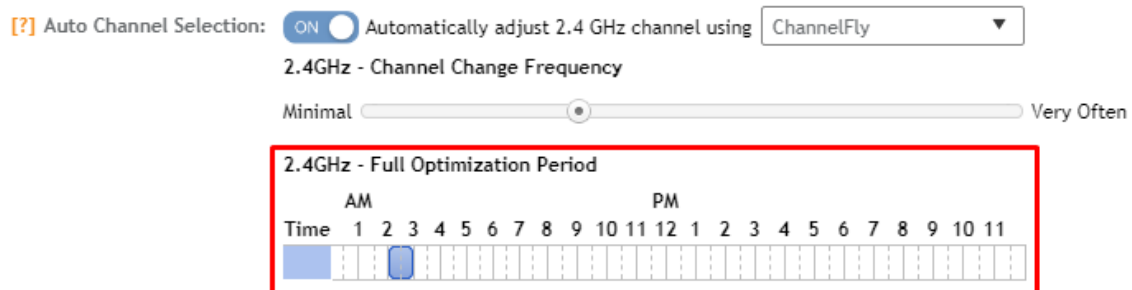 [?] Auto Channel Selection: ON Automatically adjust 2.4 GHz channel using ChannelFly
2.4GHz - Channel Change Frequency
Minimal Very Often
2.4GHz - Full Optimization Period
AM PM
Time 1 2 3 4 5 6 7 8 9 10 11 12 1 2 3 4 5 6 7 8 9 10 11